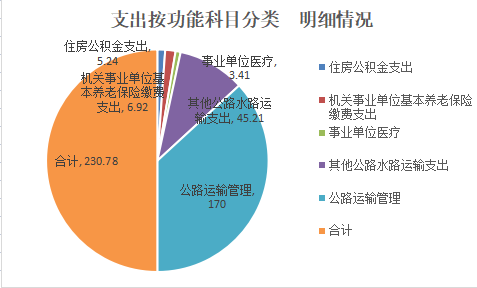 支出按功能科目分类　明细情况
住房公积金支出,
5.24
机关事业单位基
本养老保险缴费
支出, 6.92
事业单位医疗,
3.41
其他公路水路运
输支出, 45.21
公路运输管理,
170
合计, 230.78
住房公积金支出
机关事业单位基本养老保险
缴费支出
事业单位医疗
其他公路水路运输支出
公路运输管理
合计